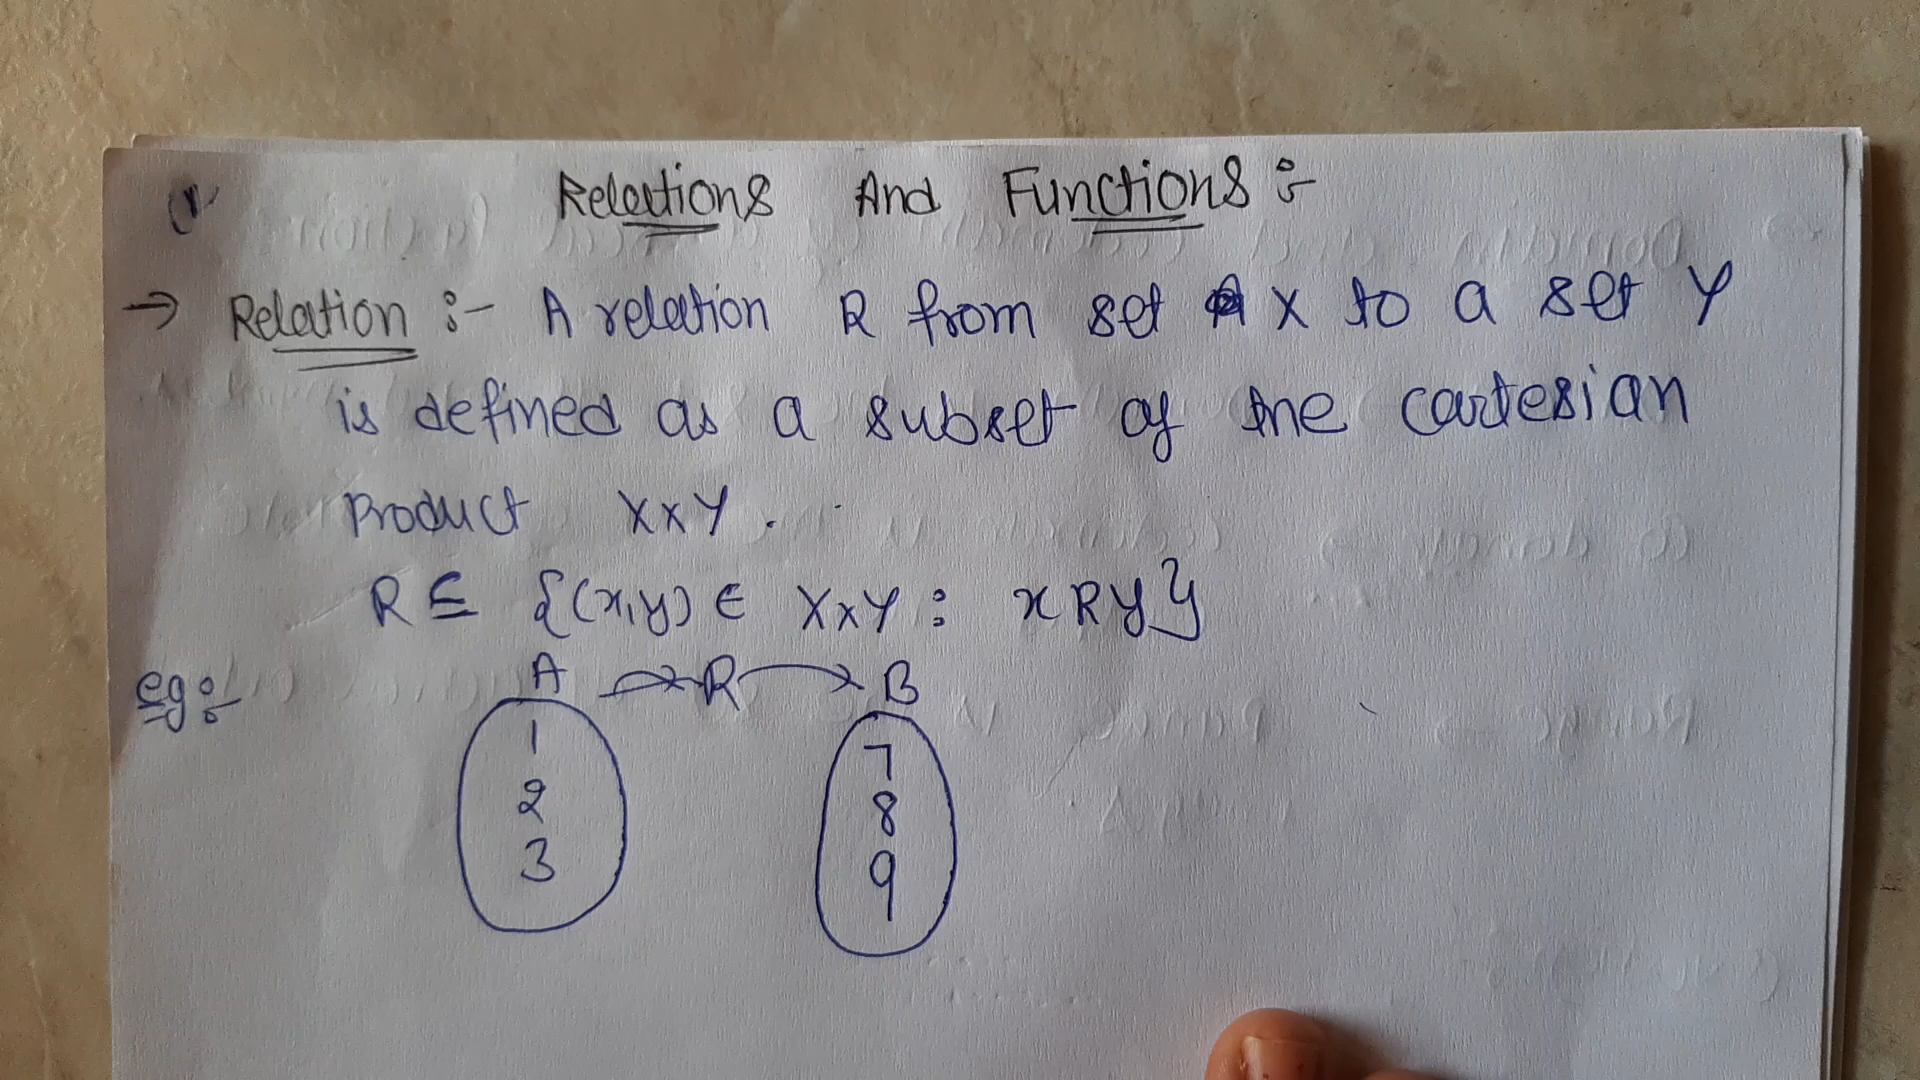 Relations And Functions :-
→ Relation :- A relation R from set X to a set Y
is defined as a subset of the cartesian
Product X×Y.
R ⊆ {(x,y) ∈ X×Y : x R y}
eg:- A → R → B
1 7
2 8
3 9